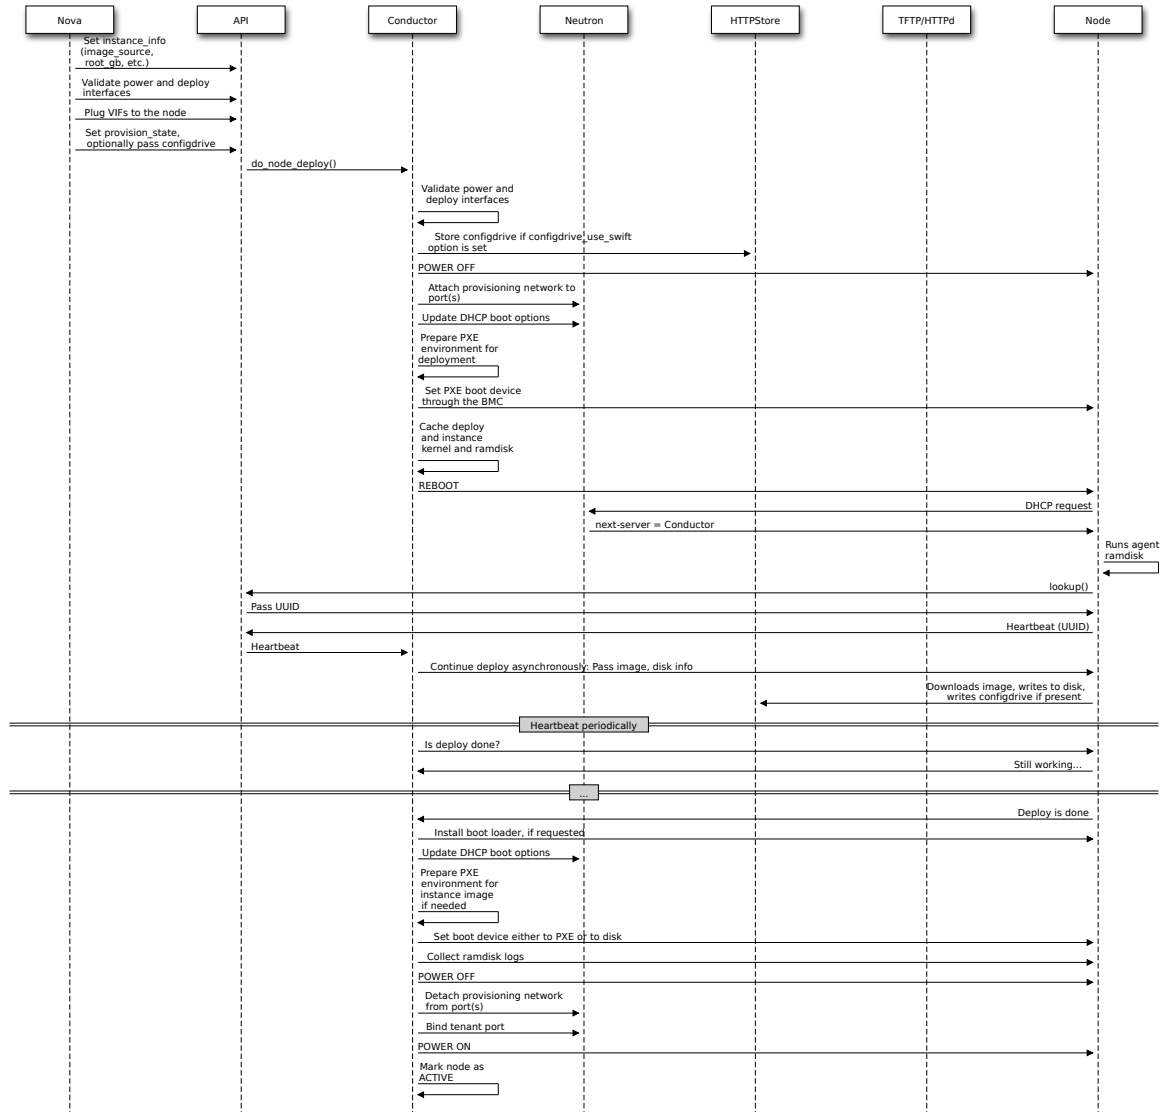 Nova API Conductor Neutron HTTPStore TFTP/HTTPd Node
Set instance_info
(image_source,
root_gb, etc.)
Validate power and deploy
interfaces
Plug VIFs to the node
Set provision_state,
optionally pass configdrive
do_node_deploy()
Validate power and
deploy interfaces
Store configdrive if configdrive_use_swift
option is set
POWER OFF
Attach provisioning network to
port(s)
Update DHCP boot options
Prepare PXE
environment for
deployment
Set PXE boot device
through the BMC
Cache deploy
and instance
kernel and ramdisk
REBOOT
DHCP request
next-server = Conductor
Runs agent
ramdisk
lookup()
Pass UUID
Heartbeat (UUID)
Heartbeat
Continue deploy asynchronously: Pass image, disk info
Downloads image, writes to disk,
writes configdrive if present
Heartbeat periodically
Is deploy done?
Still working...
...
Deploy is done
Install boot loader, if requested
Update DHCP boot options
Prepare PXE
environment for
instance image
if needed
Set boot device either to PXE or to disk
Collect ramdisk logs
POWER OFF
Detach provisioning network
from port(s)
Bind tenant port
POWER ON
Mark node as
ACTIVE